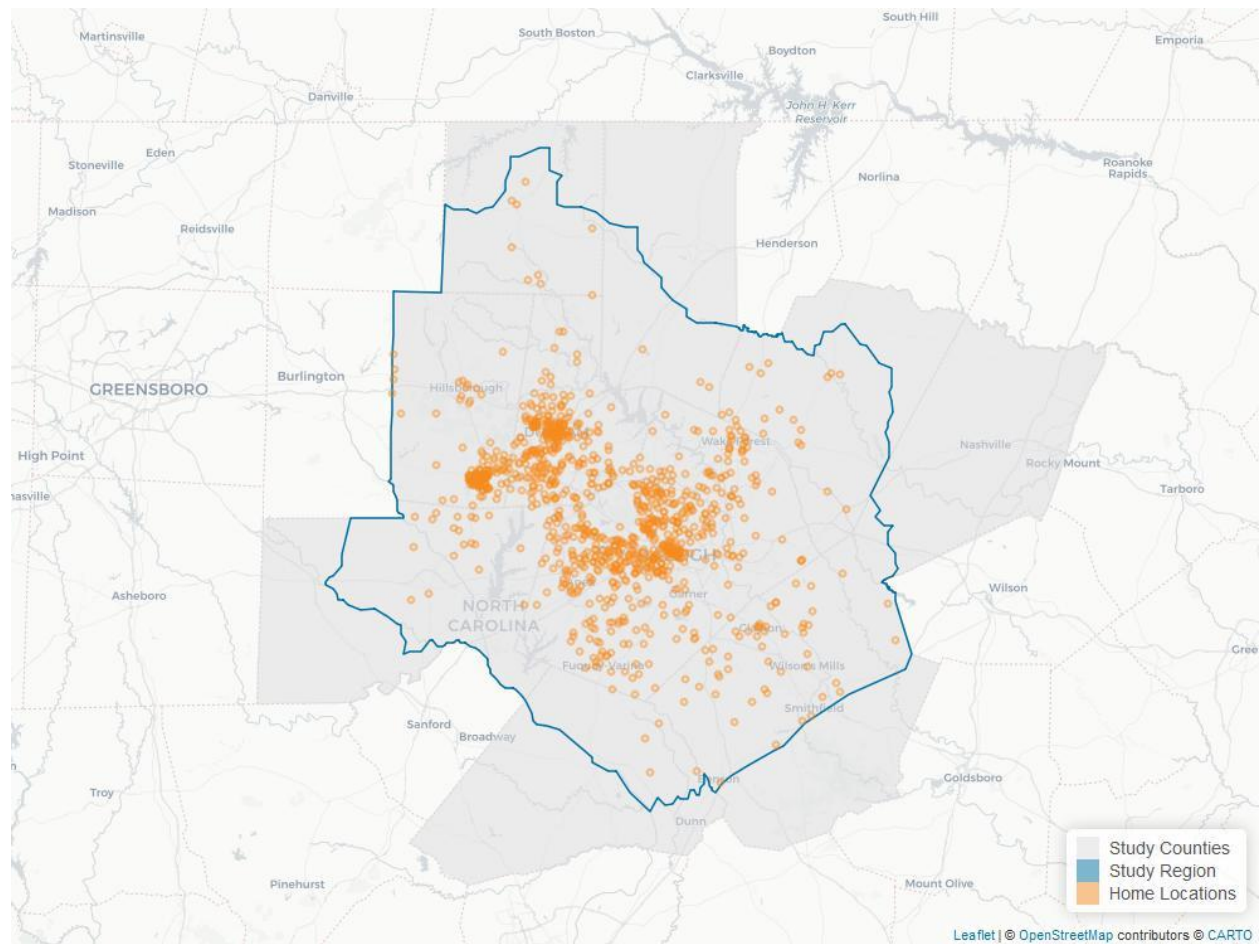 South Hill
Martinsville
South Boston
Emporia
Boydton
Clarksville
Danville
John H. Kerr
Reservoir
Eden
Stoneville
Roanoke
Rapids
Norlina
Madison
Reidsville
Henderson
Burlington
GREENSBORO
Hillsborough
Wake Forest
Nashville
High Point
Rocky Mount
Tarboro
nasville
Asheboro
Wilson
Garner
NORTH
CAROLINA
Clayton
Fuquay-Varina
Wilsons Mills
Smithfield
Sanford
Broadway
Goldsboro
Benson
Troy
Dunn
Pinehurst
Mount Olive
Study Counties
Study Region
Home Locations
Leaflet | © OpenStreetMap contributors © CARTO